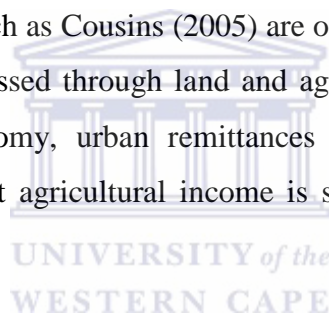 ch as Cousins (2005) are o
ssed through land and ag
omy, urban remittances
t agricultural income is s
UNIVERSITY of the
WESTERN CAPE